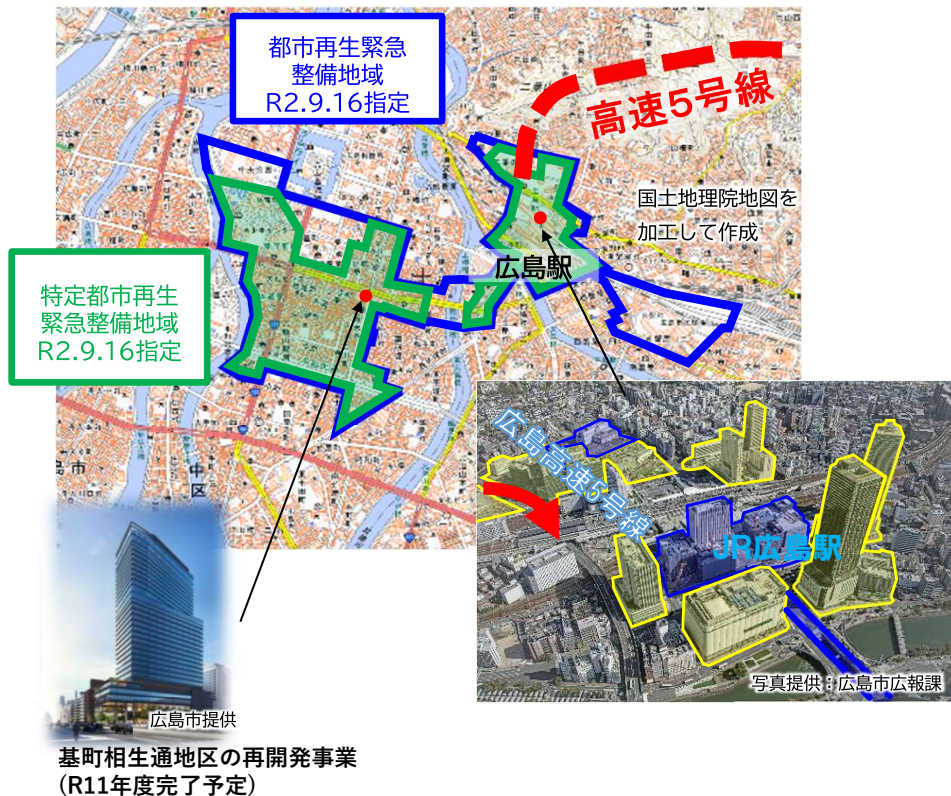 都市再生緊急
整備地域
R2.9.16指定
高速5号線
国土地理院地図を
加工して作成
広島駅
特定都市再生
緊急整備地域
R2.9.16指定
中
区
市
広島高速5号線
JR広島駅
写真提供：広島市広報課
広島市提供
基町相生通地区の再開発事業
(R11年度完了予定)